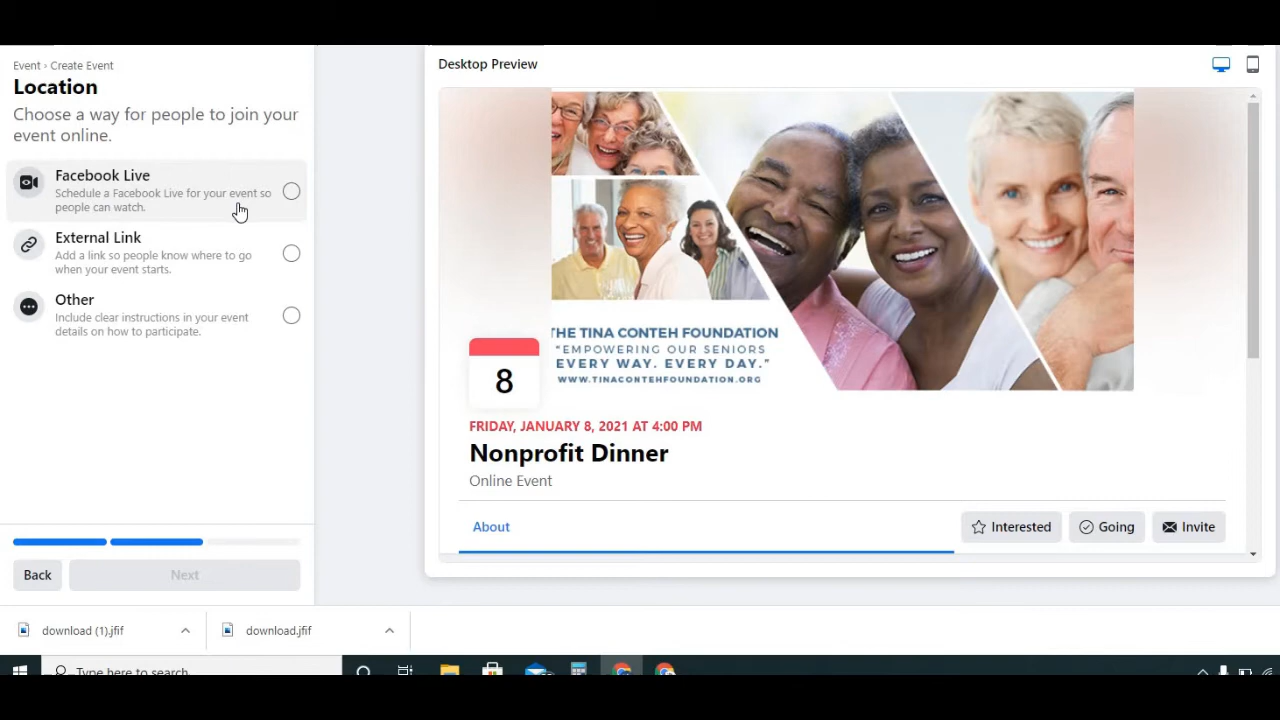 Event › Create Event
Location
Choose a way for people to join your
event online.
Facebook Live
Schedule a Facebook Live for your event so
people can watch.
External Link
Add a link so people know where to go
when your event starts.
Other
Include clear instructions in your event
details on how to participate.
Back
Next
Desktop Preview
THE TINA CONTEH FOUNDATION
"EMPOWERING OUR SENIORS
EVERY WAY. EVERY DAY."
WWW.TINACONTEHFOUNDATION.ORG
8
FRIDAY, JANUARY 8, 2021 AT 4:00 PM
Nonprofit Dinner
Online Event
About
Interested
Going
Invite
download (1).jfif
download.jfif
Type here to search